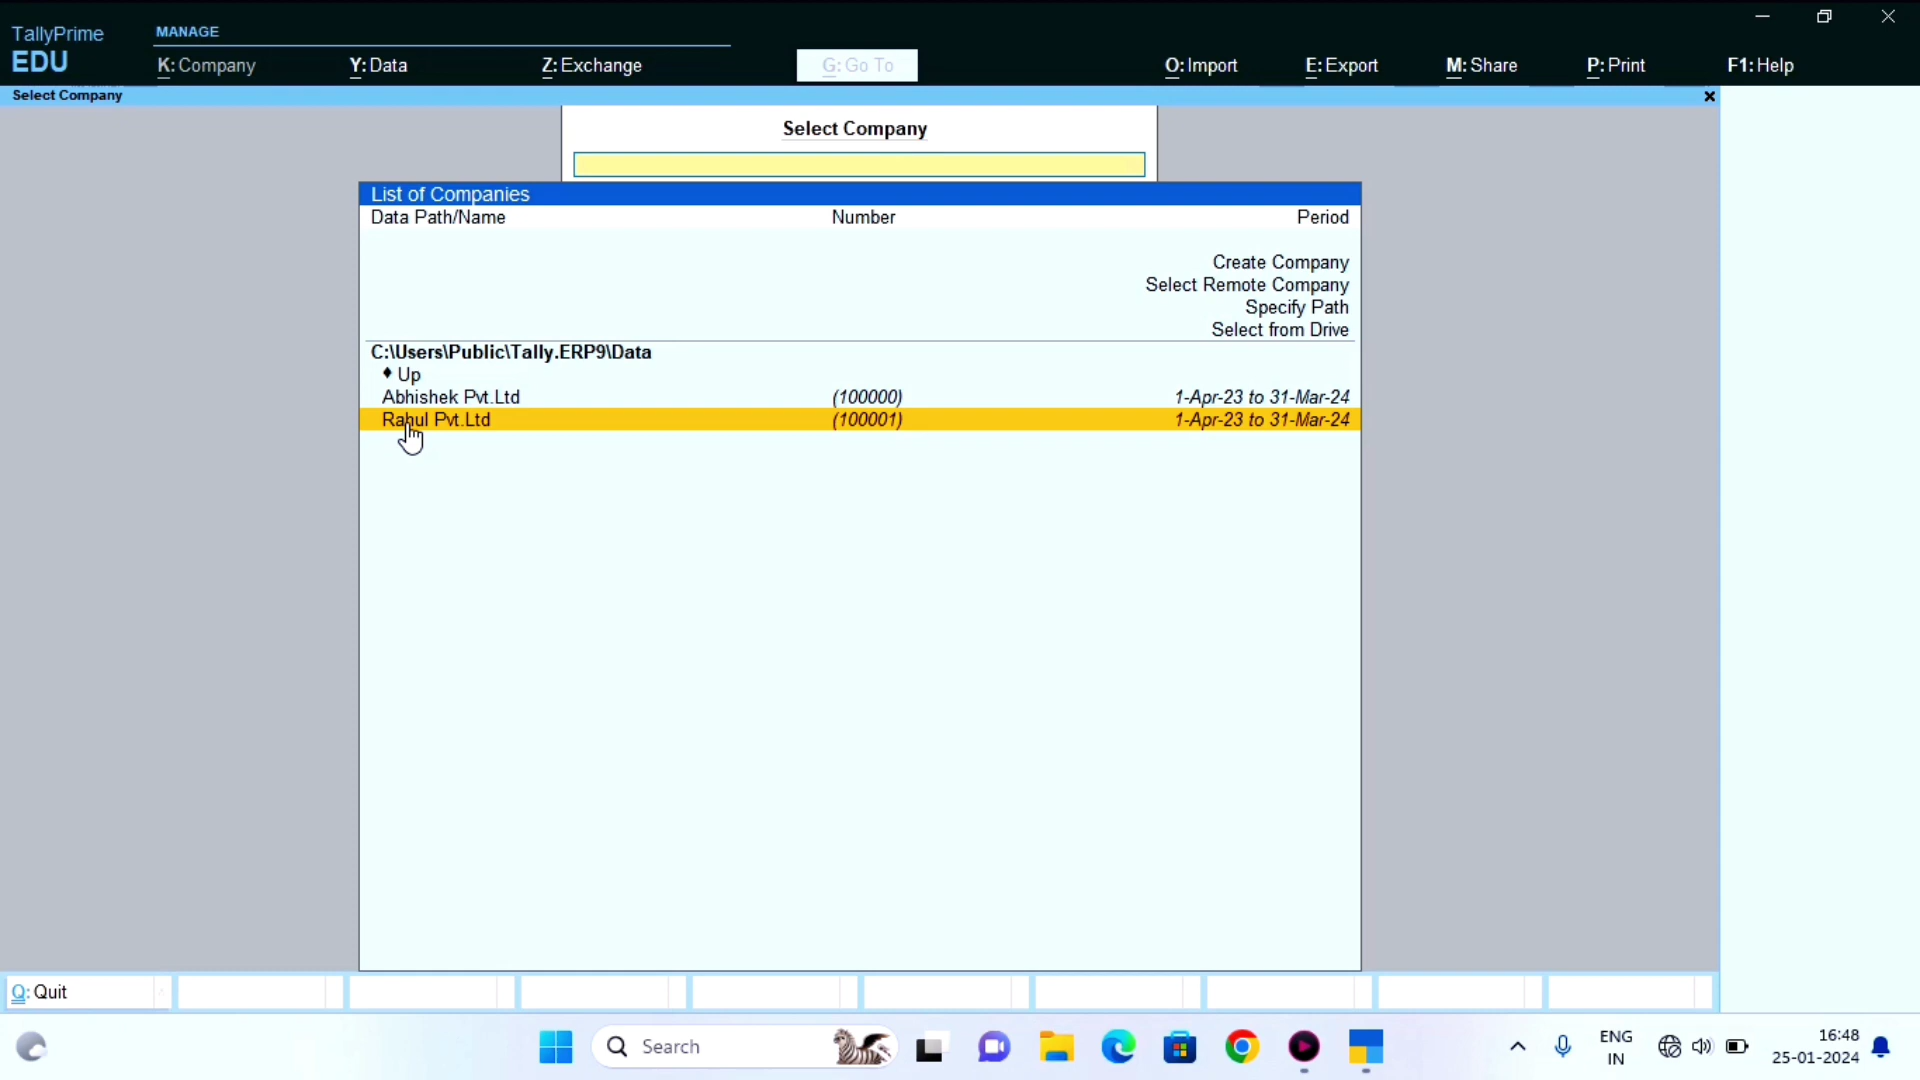 TallyPrime
EDU
MANAGE
K: Company
Y: Data
Z: Exchange
G: Go To
O: Import
E: Export
M: Share
P: Print
F1: Help
Select Company
Select Company
List of Companies
Data Path/Name Number Period
Create Company
Select Remote Company
Specify Path
Select from Drive
C:\Users\Public\Tally.ERP9\Data
♦ Up
Abhishek Pvt.Ltd (100000) 1-Apr-23 to 31-Mar-24
Rahul Pvt.Ltd (100001) 1-Apr-23 to 31-Mar-24
Q: Quit
Search
ENG
IN
16:48
25-01-2024